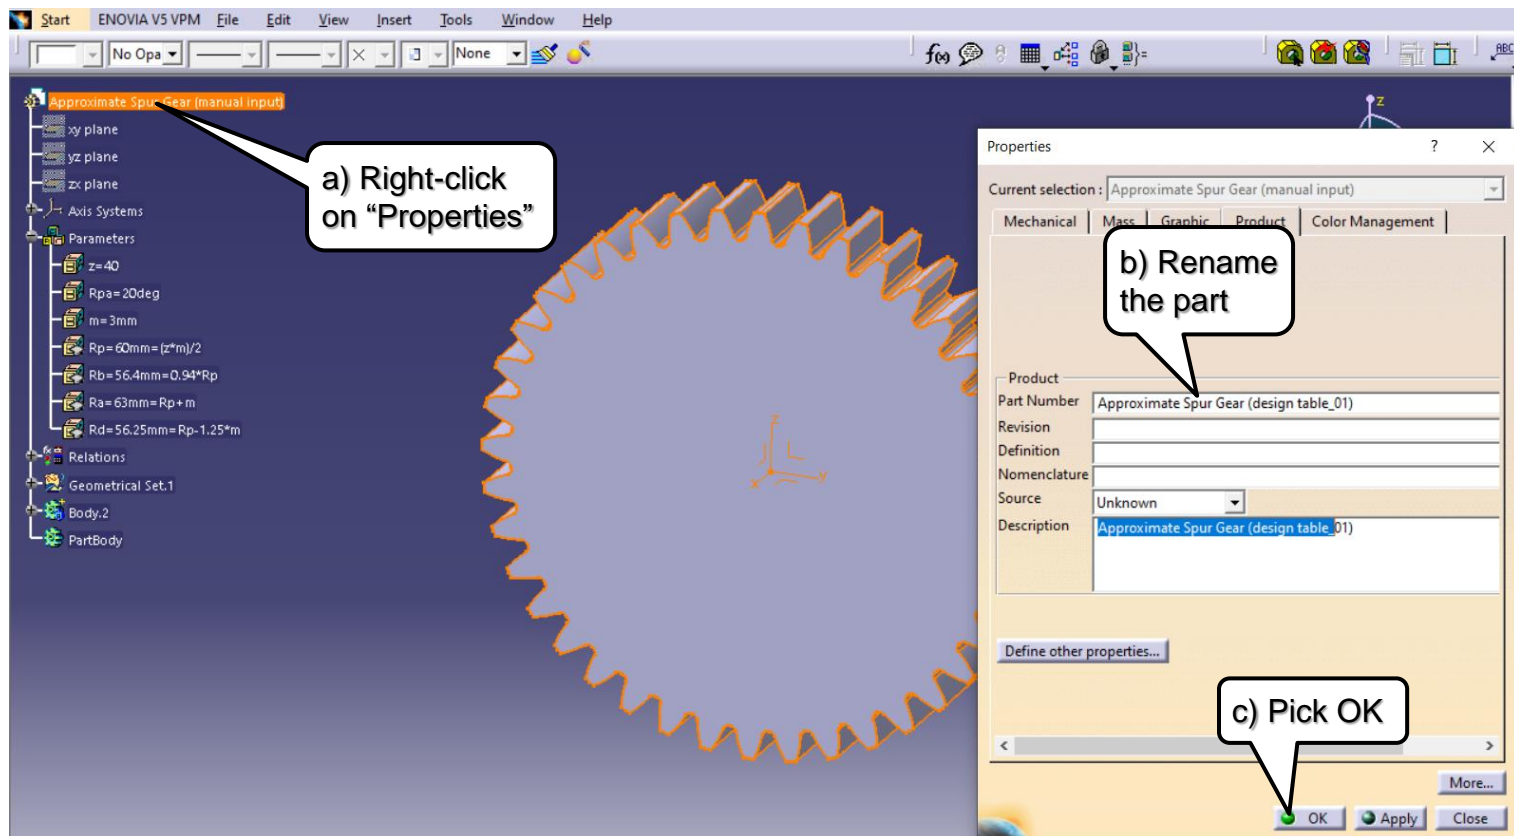 Start ENOVIA V5 VPM File Edit View Insert Tools Window Help
No Opa None
f(x)
ABC
Approximate Spur Gear (manual input)
xy plane
yz plane
zx plane
Axis Systems
Parameters
z=40
Rpa=20deg
m=3mm
Rp=60mm=(z*m)/2
Rb=56.4mm=0.94*Rp
Ra=63mm=Rp+m
Rd=56.25mm=Rp-1.25*m
Relations
Geometrical Set.1
Body.2
PartBody
a) Right-click
on “Properties”
z
z
y
x
Properties ? ×
Current selection : Approximate Spur Gear (manual input)
Mechanical Mass Graphic Product Color Management
b) Rename
the part
Product
Part Number Approximate Spur Gear (design table_01)
Revision
Definition
Nomenclature
Source Unknown
Description Approximate Spur Gear (design table_01)
Define other properties...
c) Pick OK
< >
More...
OK Apply Close